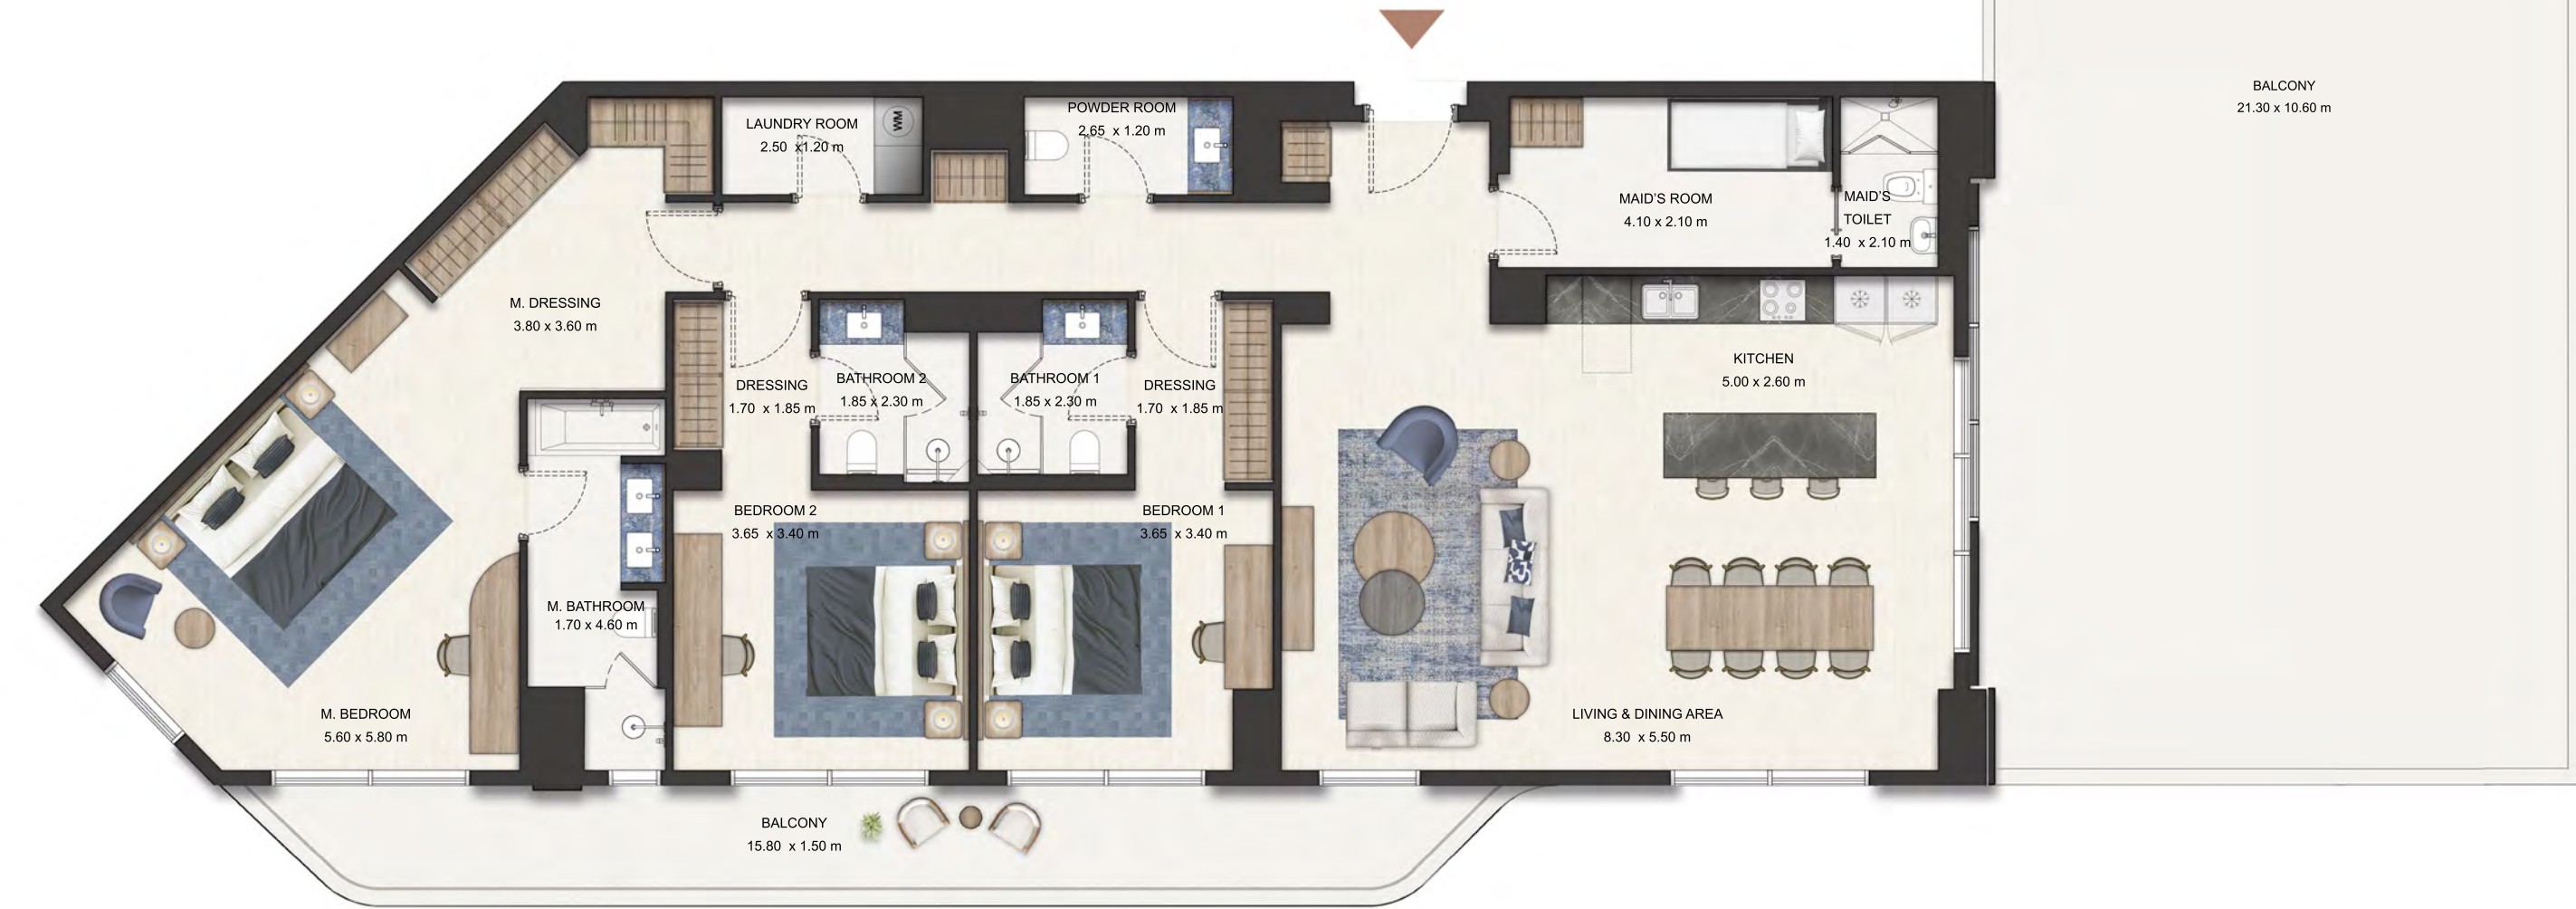 BALCONY
21.30 x 10.60 m
POWDER ROOM
2.65 x 1.20 m
LAUNDRY ROOM
2.50 x1.20 m
WM
MAID'S ROOM
4.10 x 2.10 m
MAID'S
TOILET
1.40 x 2.10 m
M. DRESSING
3.80 x 3.60 m
DRESSING
1.70 x 1.85 m
BATHROOM 2
1.85 x 2.30 m
BATHROOM 1
1.85 x 2.30 m
DRESSING
1.70 x 1.85 m
KITCHEN
5.00 x 2.60 m
BEDROOM 2
3.65 x 3.40 m
BEDROOM 1
3.65 x 3.40 m
M. BATHROOM
1.70 x 4.60 m
M. BEDROOM
5.60 x 5.80 m
LIVING & DINING AREA
8.30 x 5.50 m
BALCONY
15.80 x 1.50 m